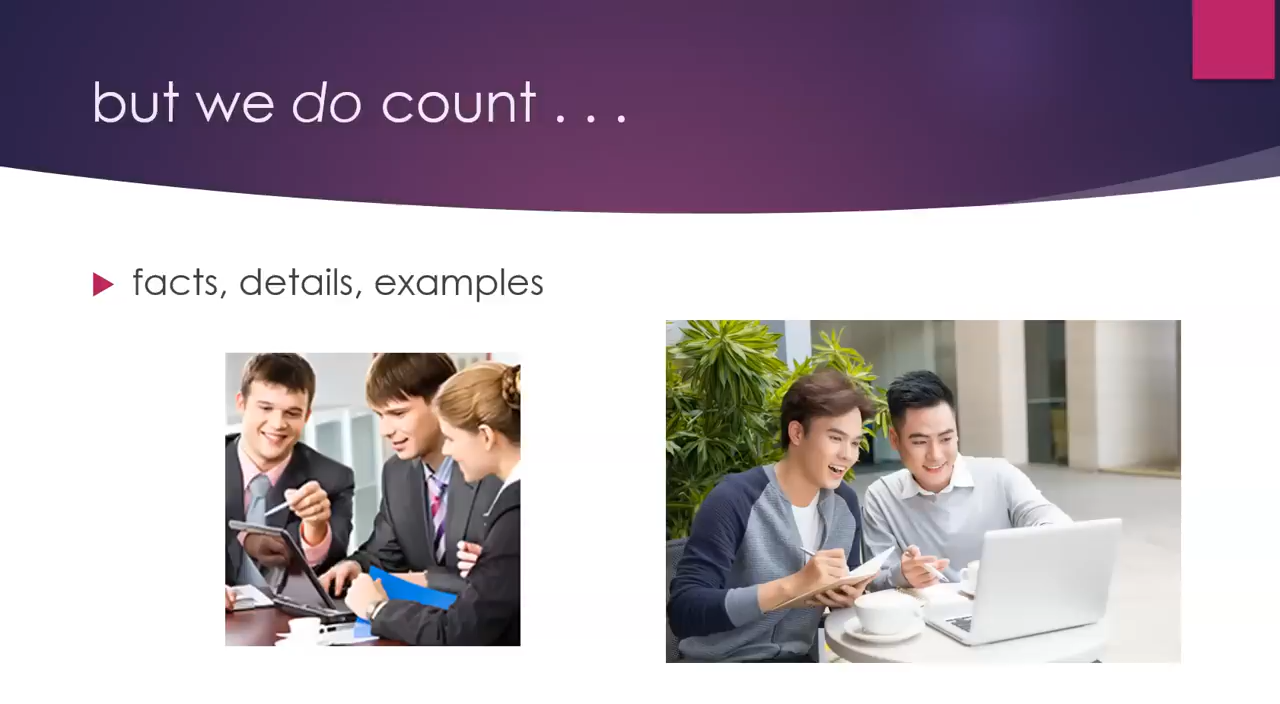 but we do count . . .
facts, details, examples